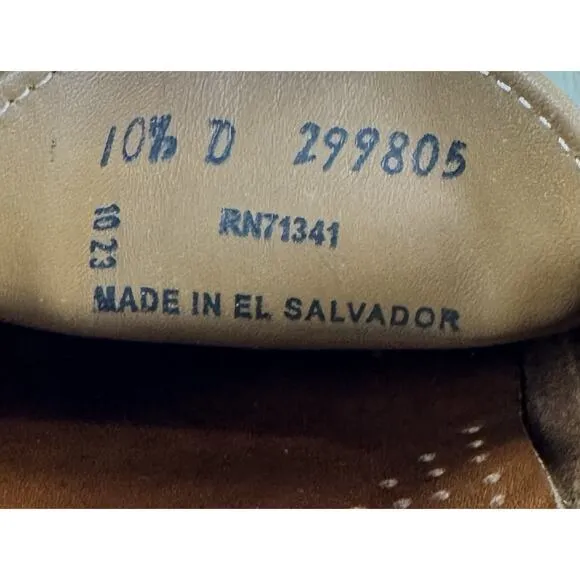 10½ D 299805
RN71341
10 23
MADE IN EL SALVADOR